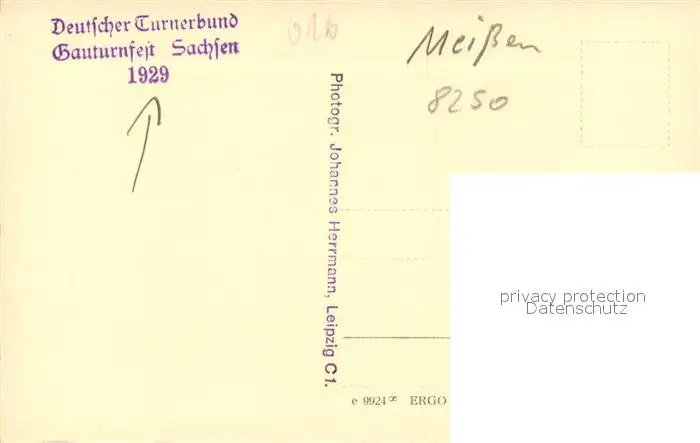 Deutscher Turnerbund
Gauturnfest Sachsen
1929
Meißen
8250
Photogr. Johannes Herrmann, Leipzig C1.
privacy protection
Datenschutz
c 9924 ERGO